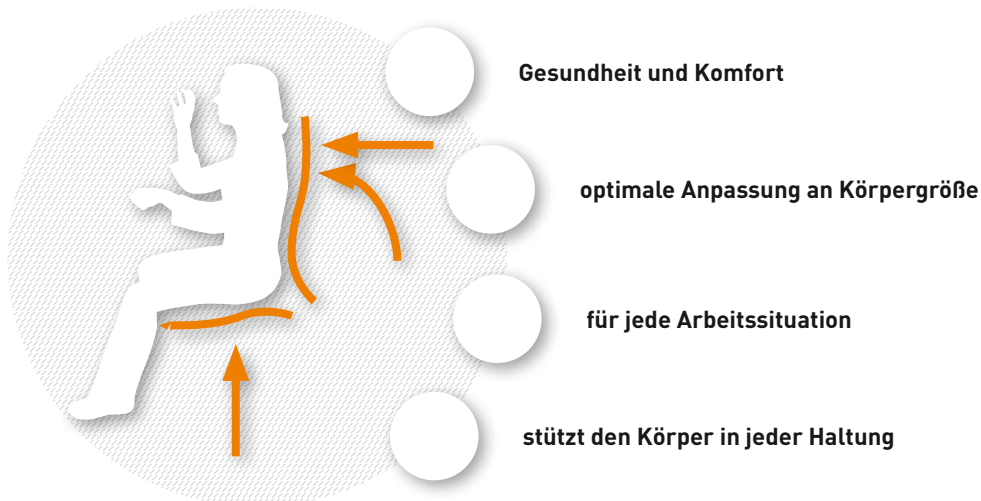 Gesundheit und Komfort
optimale Anpassung an Körpergröße
für jede Arbeitssituation
stützt den Körper in jeder Haltung